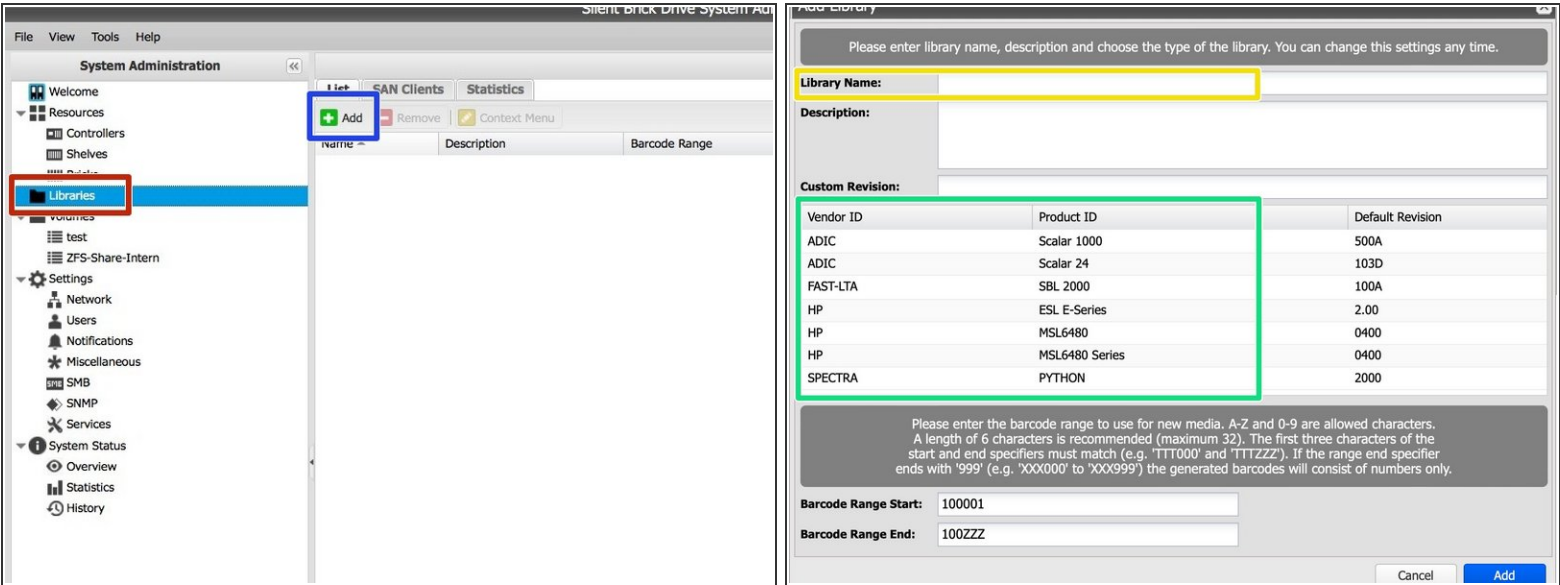 Silent Brick Drive System Ad
File View Tools Help
System Administration
Welcome
Resources
Controllers
Shelves
Bricks
Libraries
Volumes
test
ZFS-Share-Intern
Settings
Network
Users
Notifications
Miscellaneous
SMB
SNMP
Services
System Status
Overview
Statistics
History
List SAN Clients Statistics
Add Remove Context Menu
Name Description Barcode Range
Add Library
Please enter library name, description and choose the type of the library. You can change this settings any time.
Library Name:
Description:
Custom Revision:
Vendor ID Product ID Default Revision
ADIC Scalar 1000 500A
ADIC Scalar 24 103D
FAST-LTA SBL 2000 100A
HP ESL E-Series 2.00
HP MSL6480 0400
HP MSL6480 Series 0400
SPECTRA PYTHON 2000
Please enter the barcode range to use for new media. A-Z and 0-9 are allowed characters.
A length of 6 characters is recommended (maximum 32). The first three characters of the
start and end specifiers must match (e.g. 'TTT000' and 'TTTZZZ'). If the range end specifier
ends with '999' (e.g. 'XXX000' to 'XXX999') the generated barcodes will consist of numbers only.
Barcode Range Start: 100001
Barcode Range End: 100ZZZ
Cancel Add